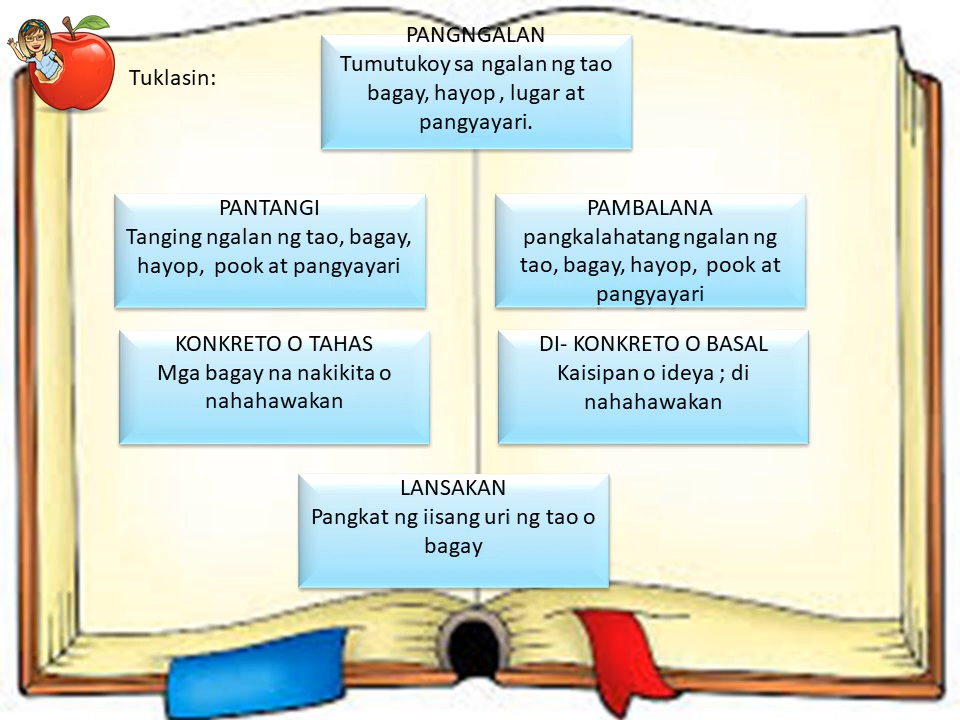 Tuklasin:
PANGNGALAN
Tumutukoy sa ngalan ng tao
bagay, hayop , lugar at
pangyayari.
PANTANGI
Tanging ngalan ng tao, bagay,
hayop, pook at pangyayari
PAMBALANA
pangkalahatang ngalan ng
tao, bagay, hayop, pook at
pangyayari
KONKRETO O TAHAS
Mga bagay na nakikita o
nahahawakan
DI- KONKRETO O BASAL
Kaisipan o ideya ; di
nahahawakan
LANSAKAN
Pangkat ng iisang uri ng tao o
bagay